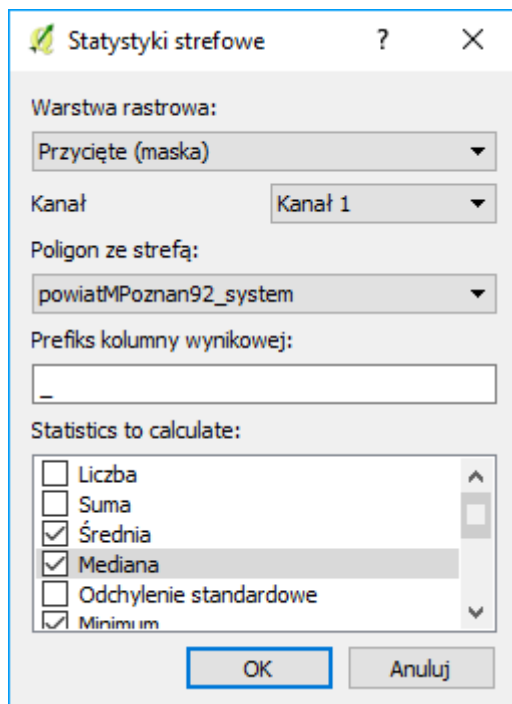 Statystyki strefowe ? ×
Warstwa rastrowa:
Przycięte (maska)
Kanał Kanał 1
Poligon ze strefą:
powiatMPoznan92_system
Prefiks kolumny wynikowej:
_
Statistics to calculate:
Liczba
Suma
Średnia
Mediana
Odchylenie standardowe
Minimum
OK Anuluj